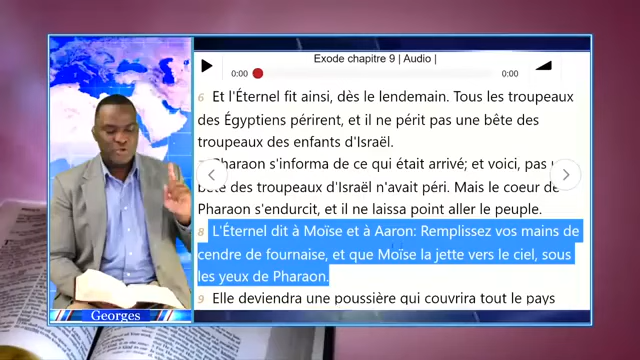 Exode chapitre 9 | Audio |
0:00
0:00
6 Et l'Éternel fit ainsi, dès le lendemain. Tous les troupeaux
des Égyptiens périrent, et il ne périt pas une bête des
troupeaux des enfants d'Israël.
Pharaon s'informa de ce qui était arrivé; et voici, pas
des troupeaux d'Israël n'avait péri. Mais le coeur de
Pharaon s'endurcit, et il ne laissa point aller le peuple.
8 L'Éternel dit à Moïse et à Aaron: Remplissez vos mains de
cendre de fournaise, et que Moïse la jette vers le ciel, sous
les yeux de Pharaon.
9 Elle deviendra une poussière qui couvrira tout le pays
Georges